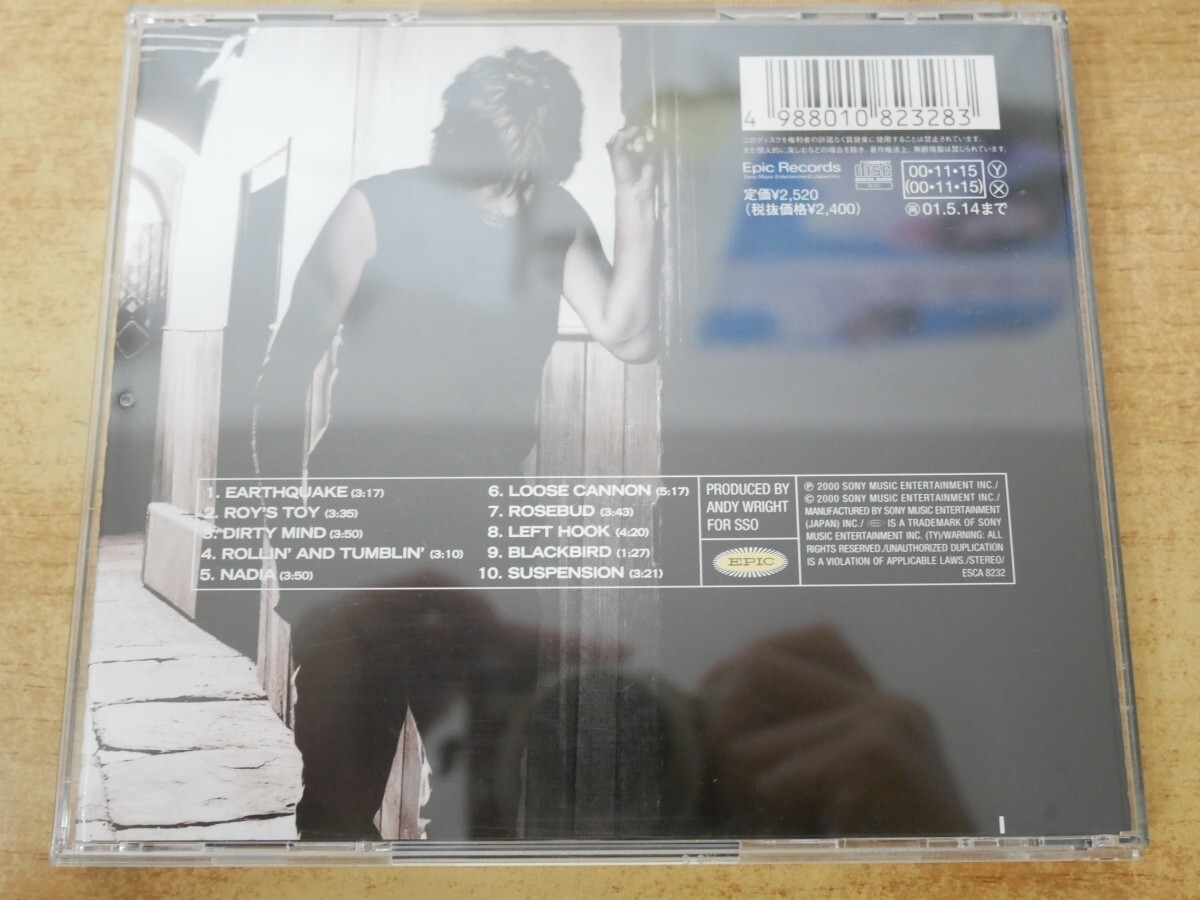 4 988010 823283
このディスクを権利者の許諾なく賃貸業に使用することは禁止されています。
また個人的に楽しむなどの場合を除き、著作権法上、無断複製は禁じられています。
Epic Records
Sony Music Entertainment (Japan) Inc.
COMPACT
disc
DIGITAL AUDIO
00・11・15
(00・11・15)
Y
X
定価¥2,520
(税抜価格¥2,400)
再01.5.14まで
1. EARTHQUAKE (3:17)
2. ROY'S TOY (3:35)
3. DIRTY MIND (3:50)
4. ROLLIN' AND TUMBLIN' (3:10)
5. NADIA (3:50)
6. LOOSE CANNON (5:17)
7. ROSEBUD (3:43)
8. LEFT HOOK (4:20)
9. BLACKBIRD (1:27)
10. SUSPENSION (3:21)
PRODUCED BY
ANDY WRIGHT
FOR SSO
EPIC
Ⓟ 2000 SONY MUSIC ENTERTAINMENT INC./
© 2000 SONY MUSIC ENTERTAINMENT INC./
MANUFACTURED BY SONY MUSIC ENTERTAINMENT
(JAPAN) INC./ IS A TRADEMARK OF SONY
MUSIC ENTERTAINMENT INC. (TY)/WARNING: ALL
RIGHTS RESERVED./UNAUTHORIZED DUPLICATION
IS A VIOLATION OF APPLICABLE LAWS./STEREO/
ESCA 8232